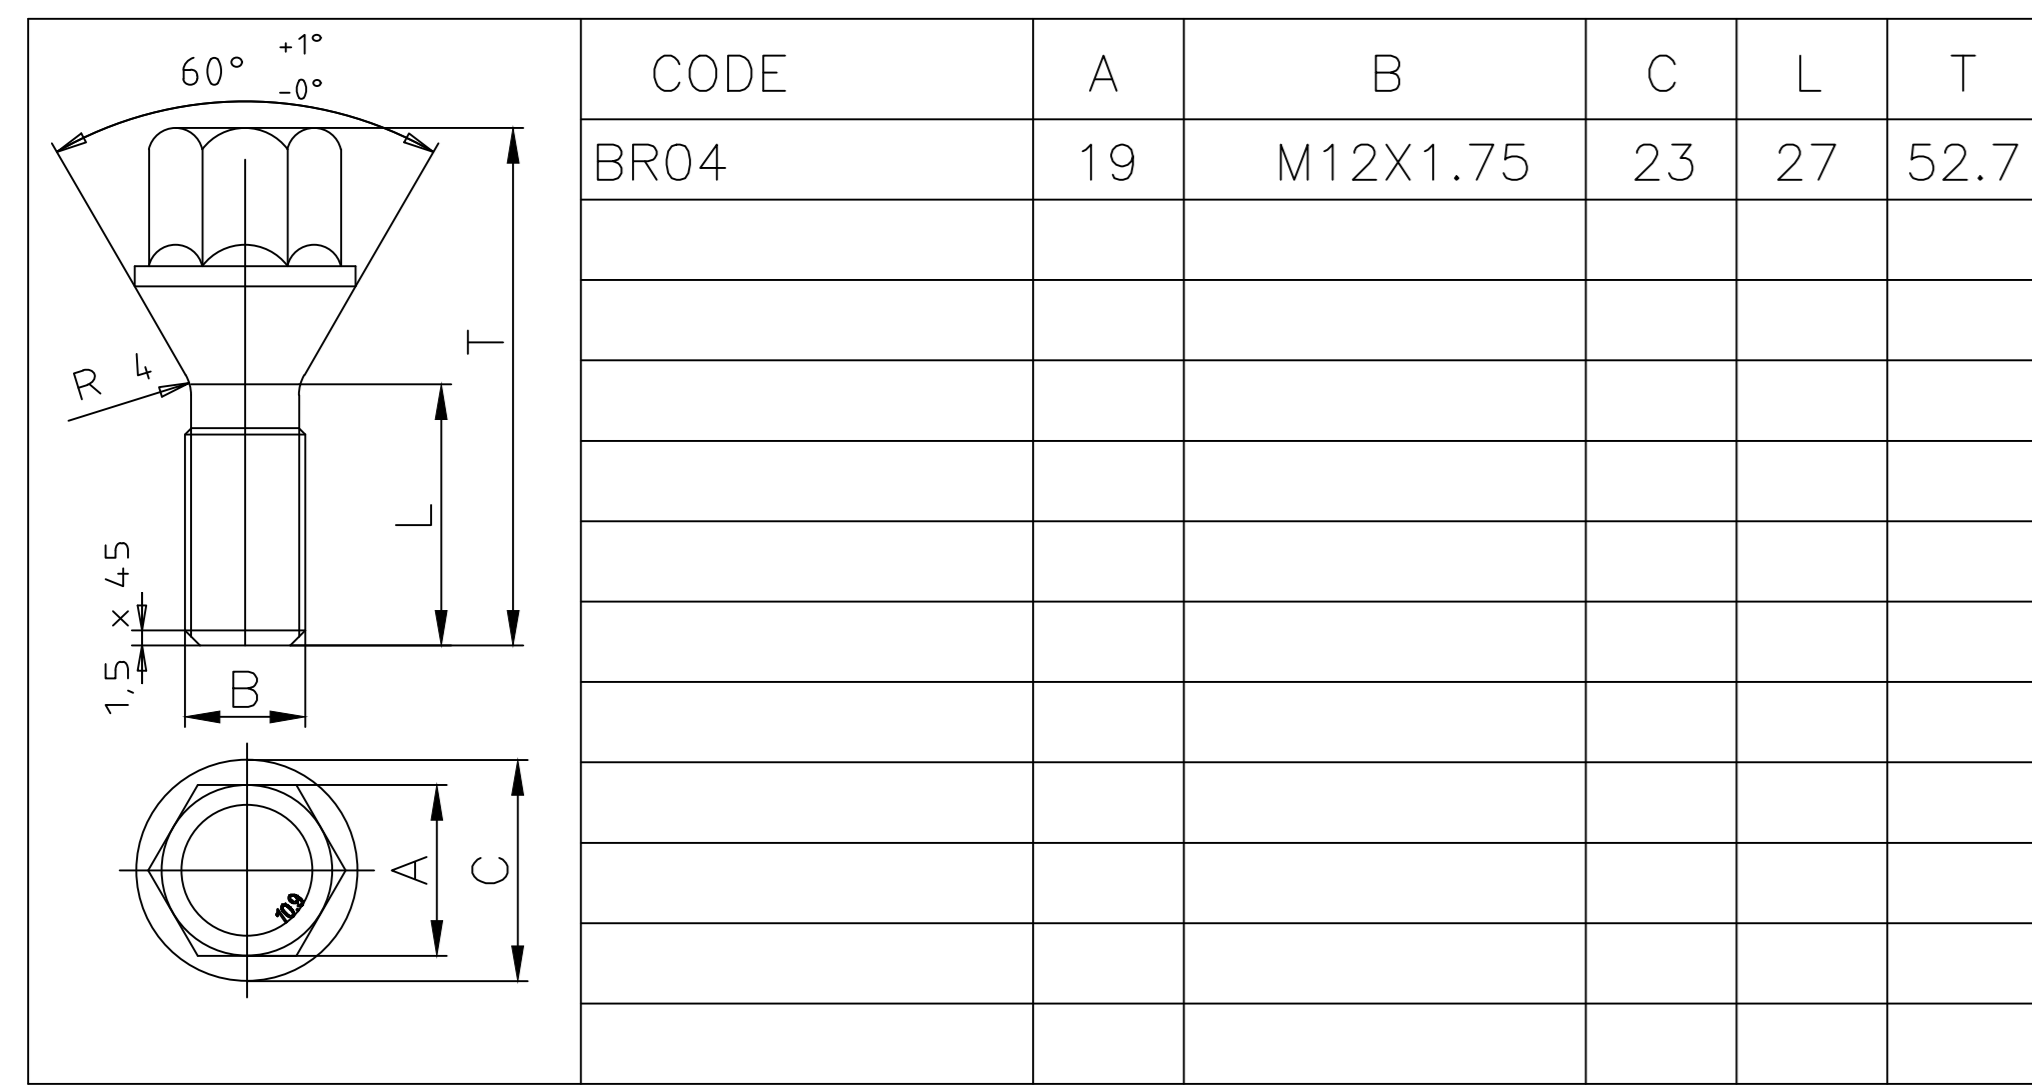 CODE A B C L T
BR04 19 M12X1.75 23 27 52.7
60° +1°
-0°
R 4
T
L
1,5 x 45
B
A
C
10.9